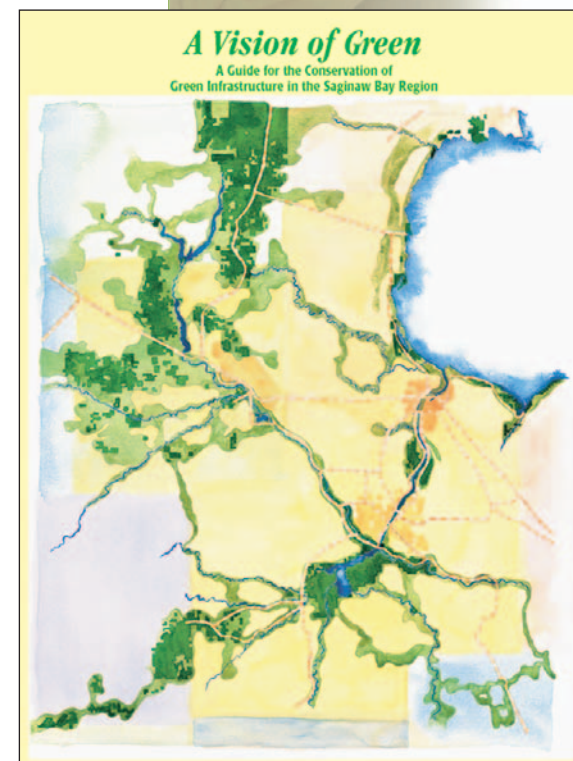 A Vision of Green
A Guide for the Conservation of
Green Infrastructure in the Saginaw Bay Region